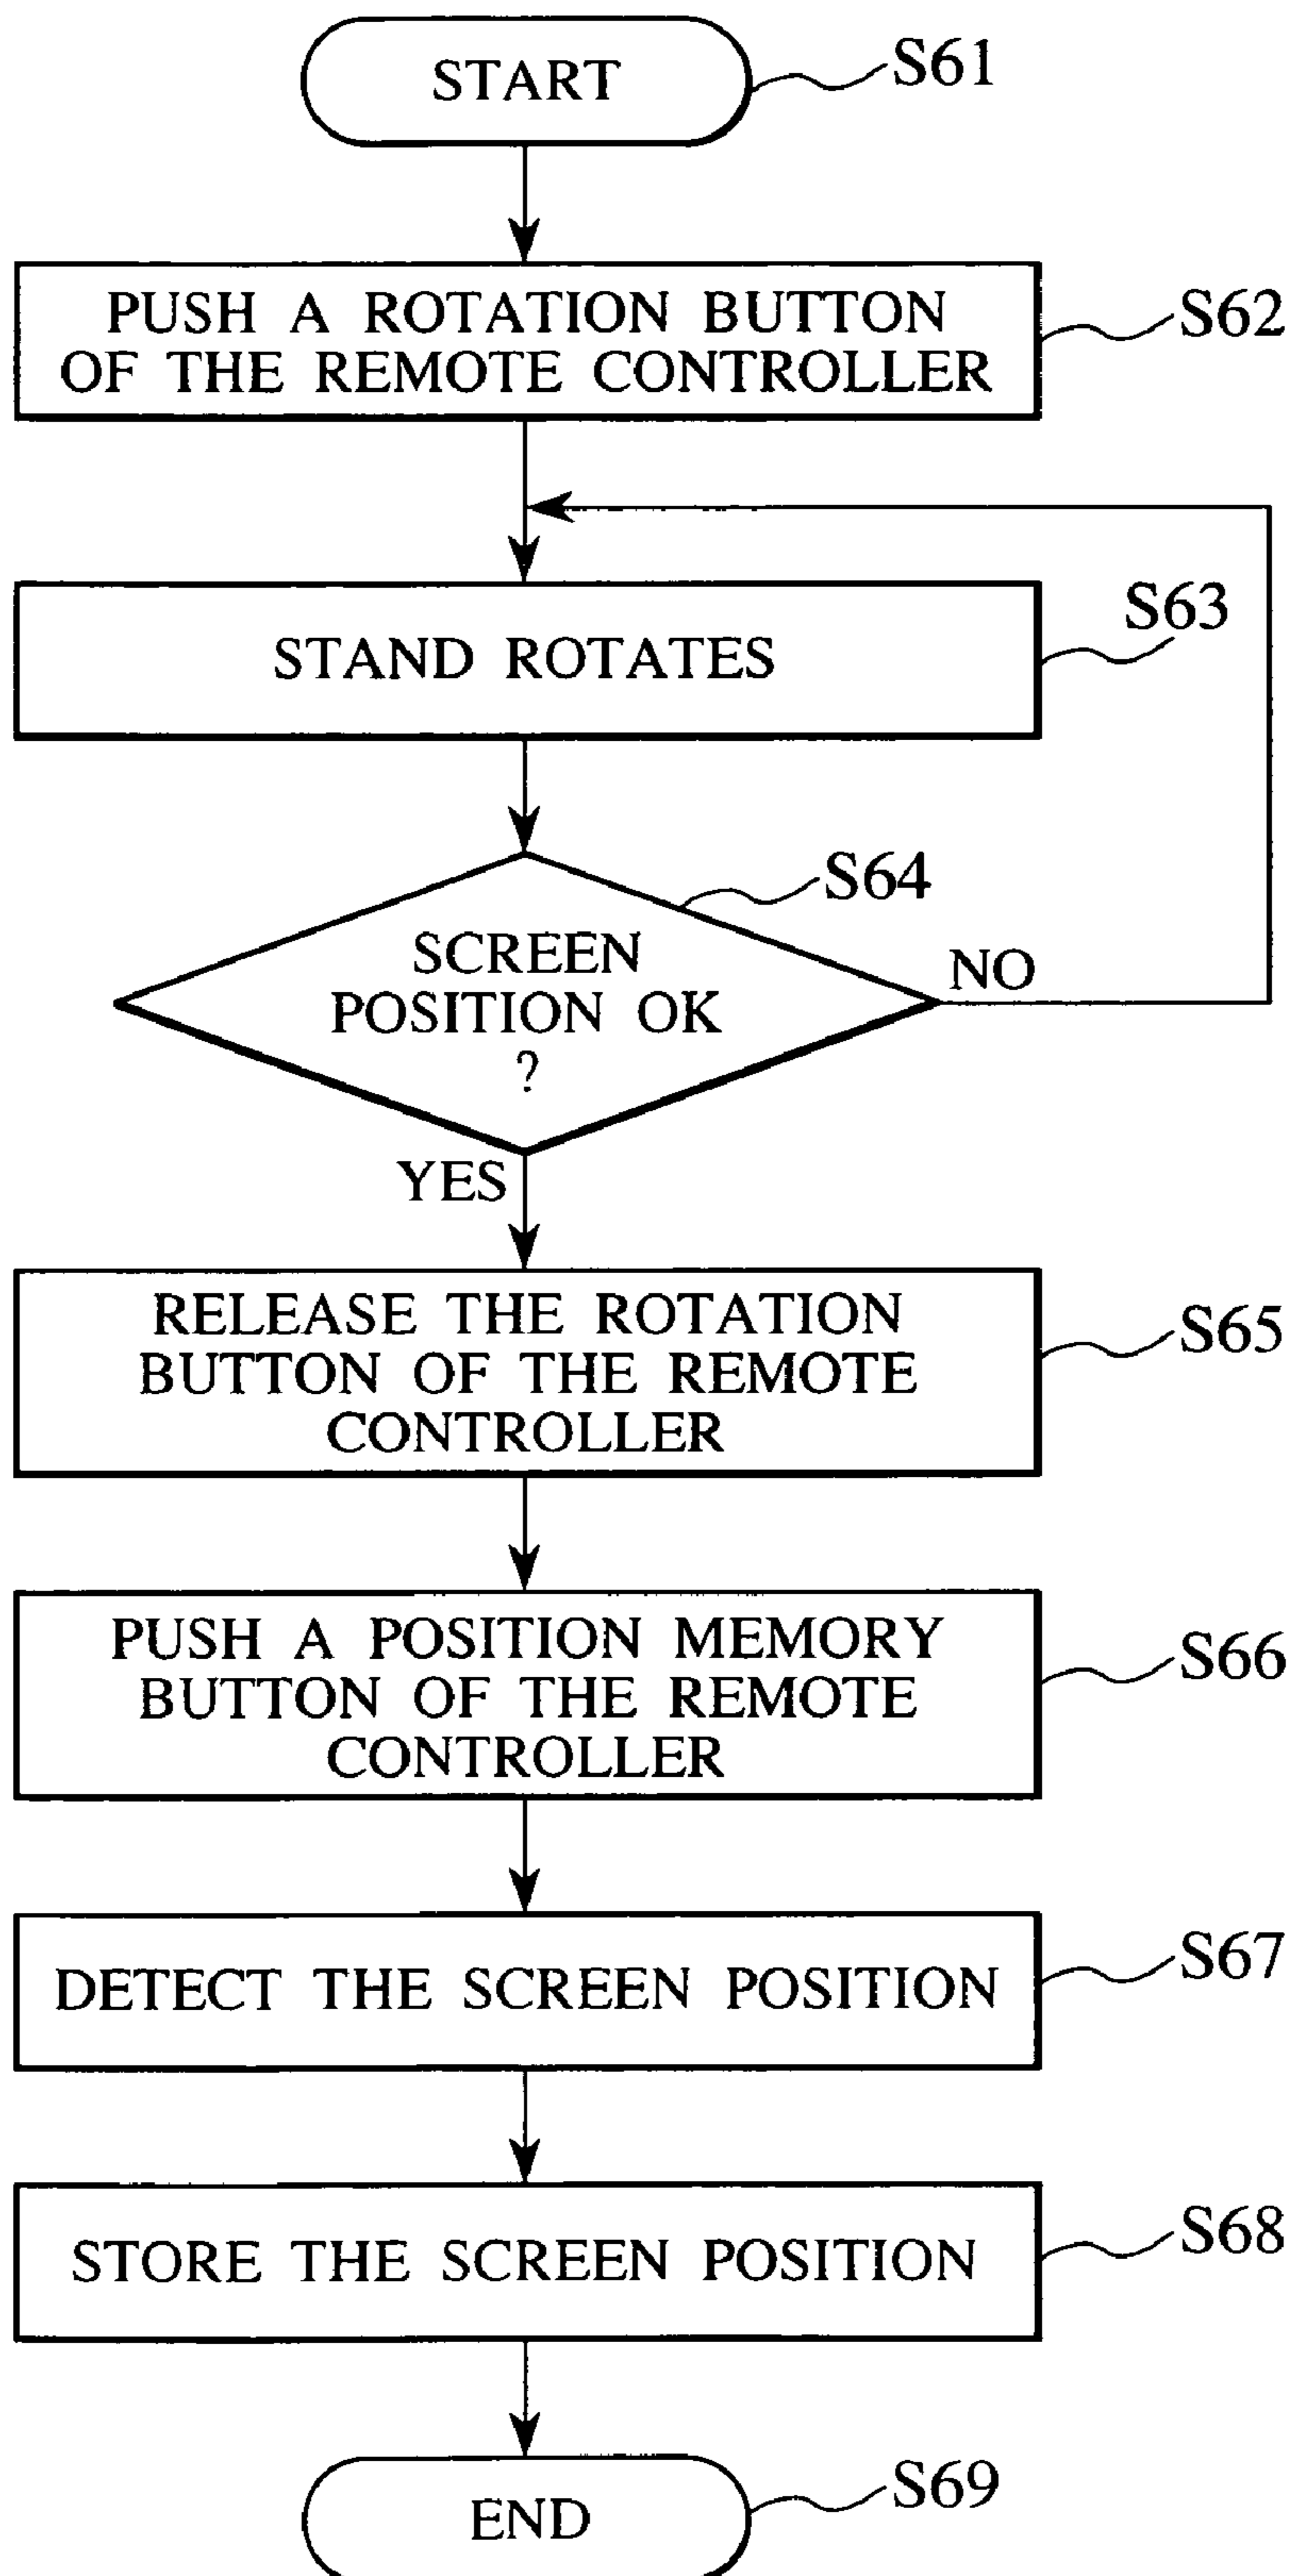 START
S61
PUSH A ROTATION BUTTON
OF THE REMOTE CONTROLLER
S62
STAND ROTATES
S63
S64
SCREEN
POSITION OK
?
NO
YES
RELEASE THE ROTATION
BUTTON OF THE REMOTE
CONTROLLER
S65
PUSH A POSITION MEMORY
BUTTON OF THE REMOTE
CONTROLLER
S66
DETECT THE SCREEN POSITION
S67
STORE THE SCREEN POSITION
S68
END
S69